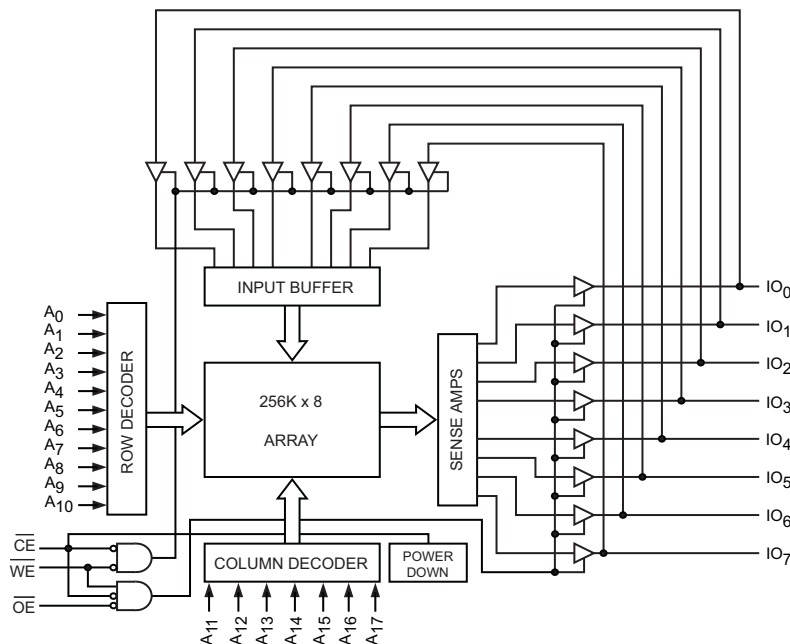 INPUT BUFFER
A0
A1
A2
A3
A4
A5
A6
A7
A8
A9
A10
ROW DECODER
256K x 8
ARRAY
SENSE AMPS
IO0
IO1
IO2
IO3
IO4
IO5
IO6
IO7
CE
WE
OE
COLUMN DECODER
POWER
DOWN
A11
A12
A13
A14
A15
A16
A17